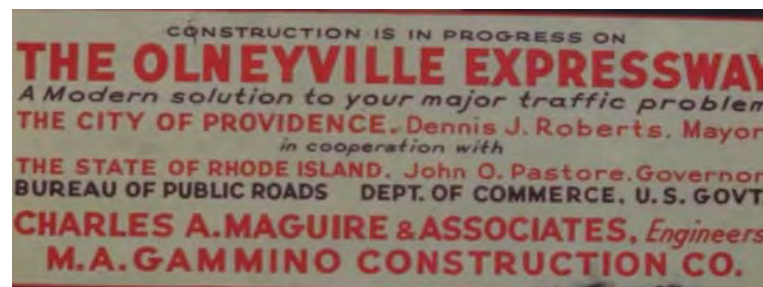 CONSTRUCTION IS IN PROGRESS ON
THE OLNEYVILLE EXPRESSWAY
A Modern solution to your major traffic problem
THE CITY OF PROVIDENCE, Dennis J. Roberts, Mayor
in cooperation with
THE STATE OF RHODE ISLAND, John O. Pastore, Governor
BUREAU OF PUBLIC ROADS DEPT. OF COMMERCE, U.S. GOVT.
CHARLES A. MAGUIRE & ASSOCIATES, Engineers
M.A. GAMMINO CONSTRUCTION CO.